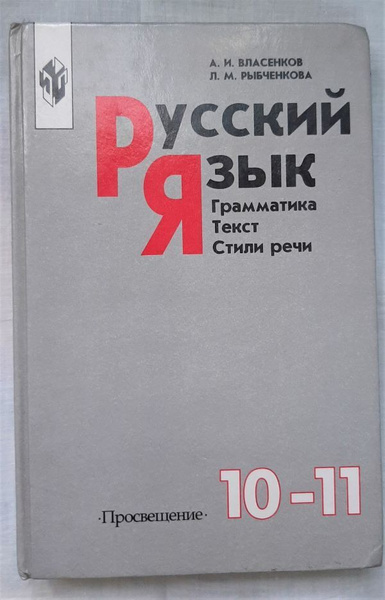 А. И. ВЛАСЕНКОВ
Л. М. РЫБЧЕНКОВА
Русский
Язык
Грамматика
Текст
Стили речи
·Просвещение·
10–11